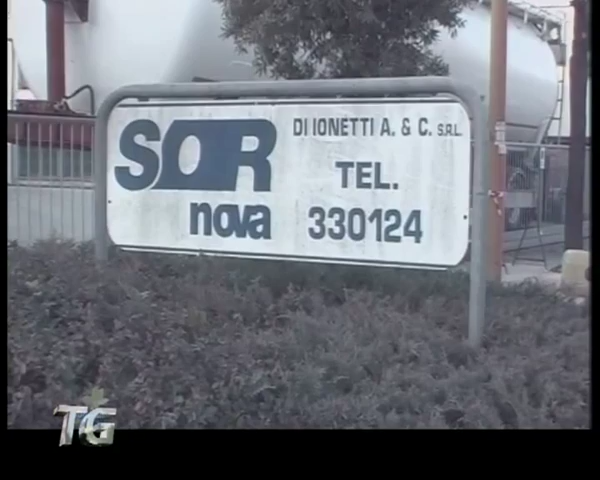 SOR
nova
DI IONETTI A. & C. S.R.L.
TEL.
330124
TG